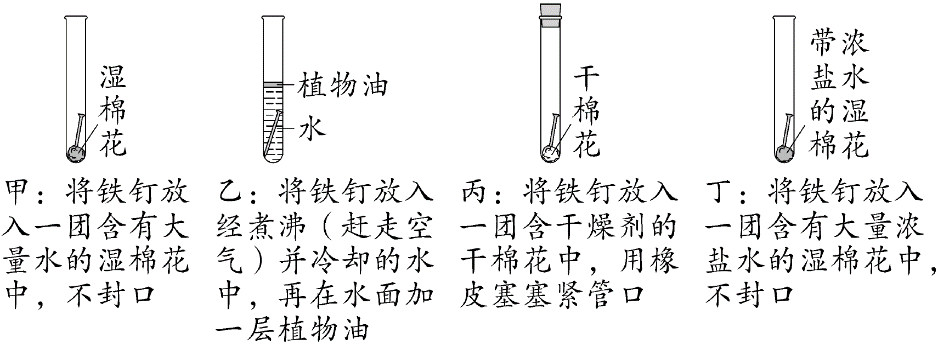 湿棉花
植物油
水
干棉花
带浓
盐水
的湿
棉花
甲：将铁钉放
入一团含有大
量水的湿棉花
中，不封口
乙：将铁钉放入
经煮沸（赶走空
气）并冷却的水
中，再在水面加
一层植物油
丙：将铁钉放入
一团含干燥剂的
干棉花中，用橡
皮塞塞紧管口
丁：将铁钉放入
一团含有大量浓
盐水的湿棉花中，
不封口